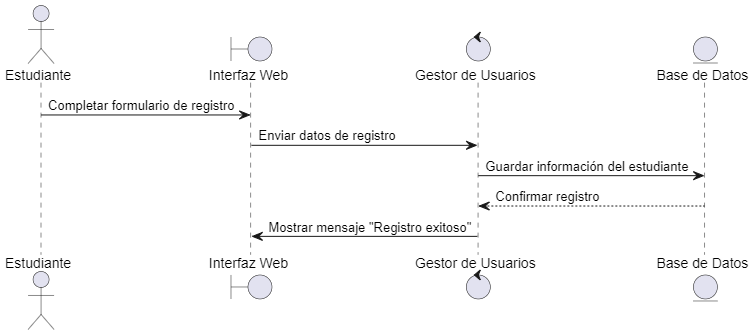 Estudiante
Interfaz Web
Gestor de Usuarios
Base de Datos
Completar formulario de registro
Enviar datos de registro
Guardar información del estudiante
Confirmar registro
Mostrar mensaje "Registro exitoso"
Estudiante
Interfaz Web
Gestor de Usuarios
Base de Datos